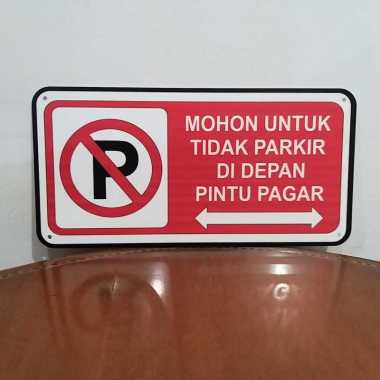 P
MOHON UNTUK
TIDAK PARKIR
DI DEPAN
PINTU PAGAR